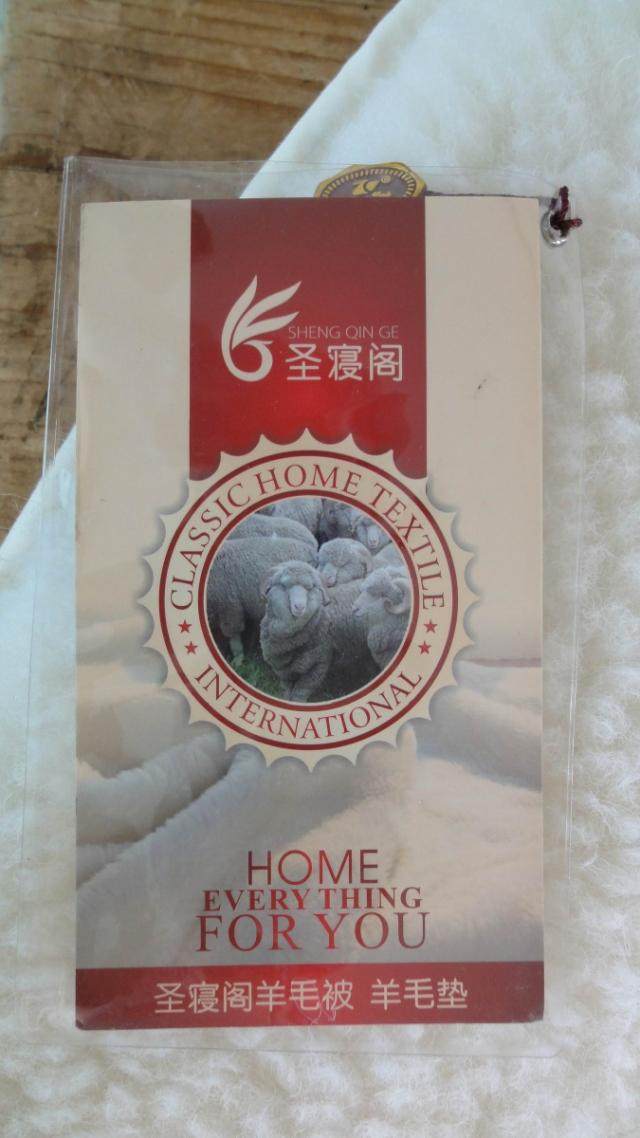 SHENG QIN GE
圣寝阁
CLASSIC HOME TEXTILE
INTERNATIONAL
HOME
EVERY THING
FOR YOU
圣寝阁羊毛被 羊毛垫